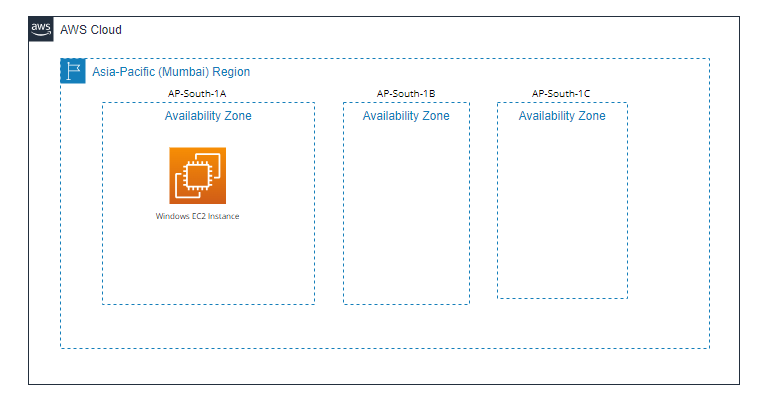 aws
AWS Cloud
Asia-Pacific (Mumbai) Region
AP-South-1A
AP-South-1B
AP-South-1C
Availability Zone
Availability Zone
Availability Zone
Windows EC2 Instance